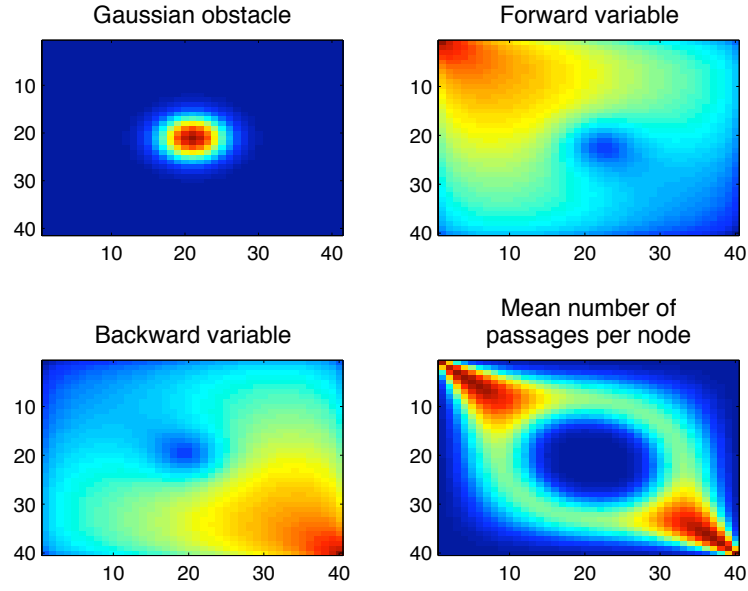 Gaussian obstacle
10
20
30
40
10 20 30 40
Forward variable
10
20
30
40
10 20 30 40
Backward variable
10
20
30
40
10 20 30 40
Mean number of
passages per node
10
20
30
40
10 20 30 40